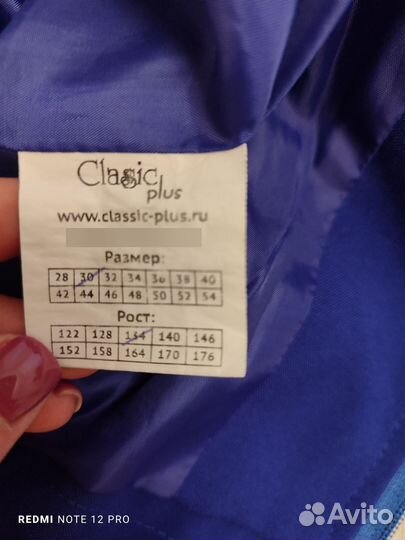 Clasic
plus
www.classic-plus.ru
Размер:
28 30 32 34 36 38 40
42 44 46 48 50 52 54
Рост:
122 128 134 140 146
152 158 164 170 176
REDMI NOTE 12 PRO
Avito